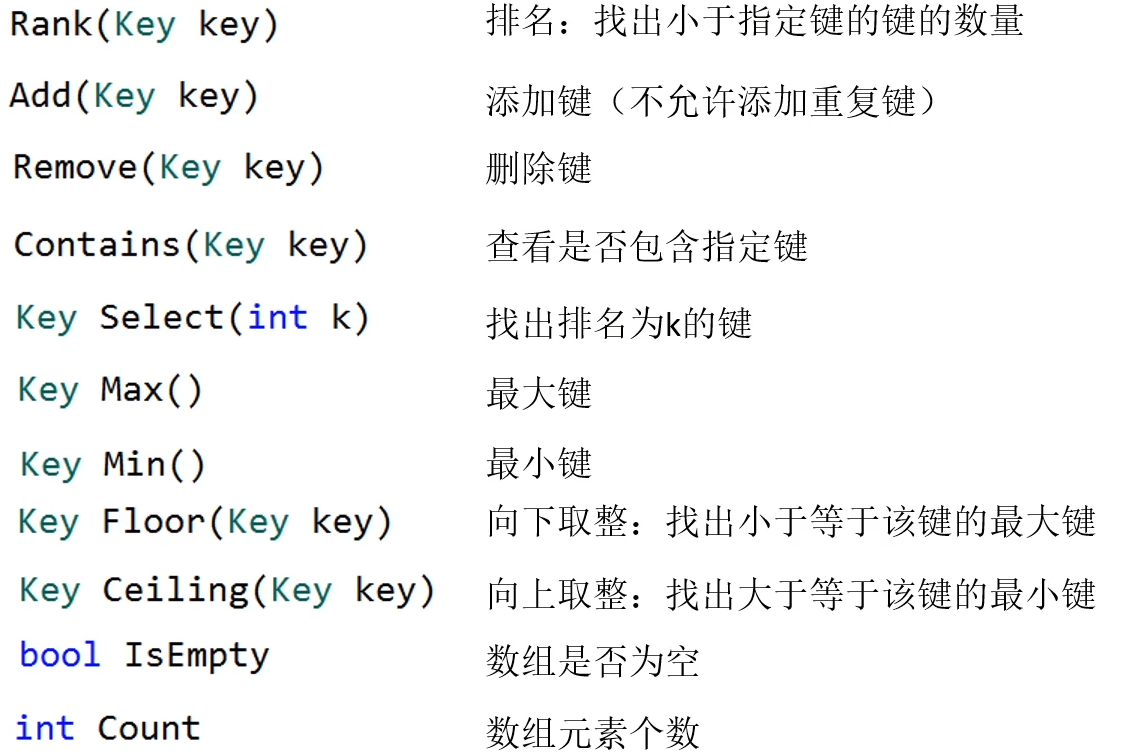 Rank(Key key) 排名：找出小于指定键的键的数量
Add(Key key) 添加键（不允许添加重复键）
Remove(Key key) 删除键
Contains(Key key) 查看是否包含指定键
Key Select(int k) 找出排名为k的键
Key Max() 最大键
Key Min() 最小键
Key Floor(Key key) 向下取整：找出小于等于该键的最大键
Key Ceiling(Key key) 向上取整：找出大于等于该键的最小键
bool IsEmpty 数组是否为空
int Count 数组元素个数